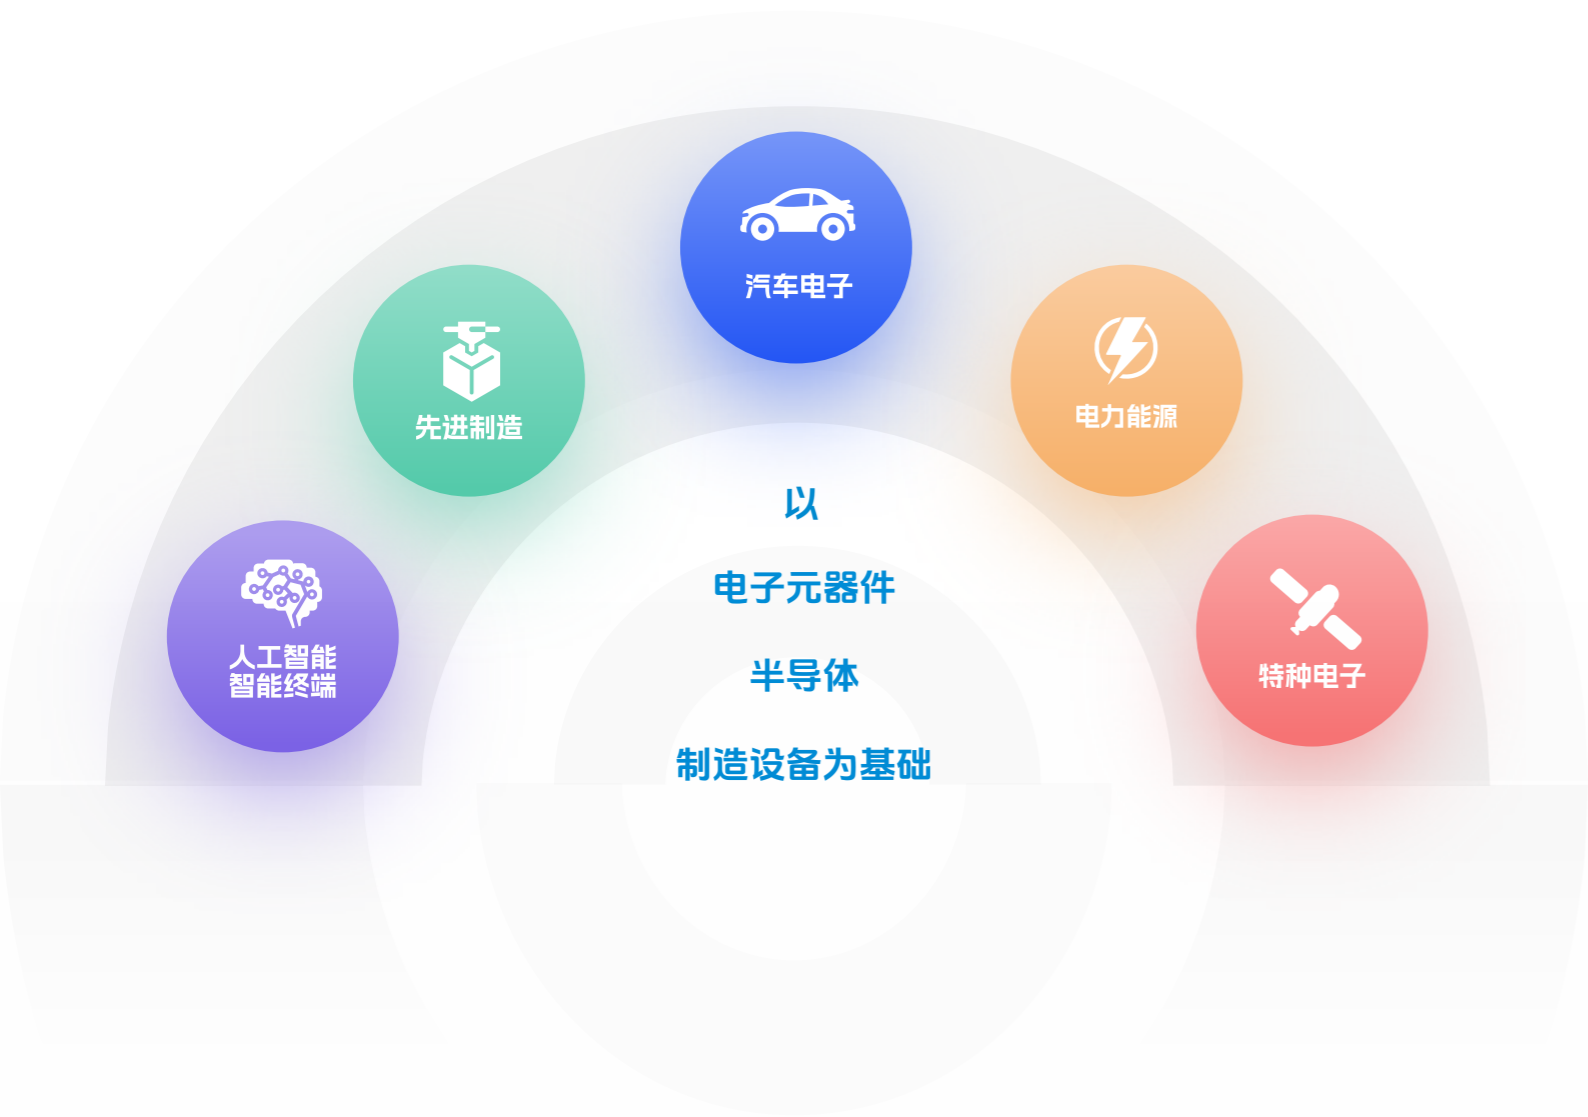 汽车电子
先进制造
电力能源
人工智能
智能终端
特种电子
以
电子元器件
半导体
制造设备为基础